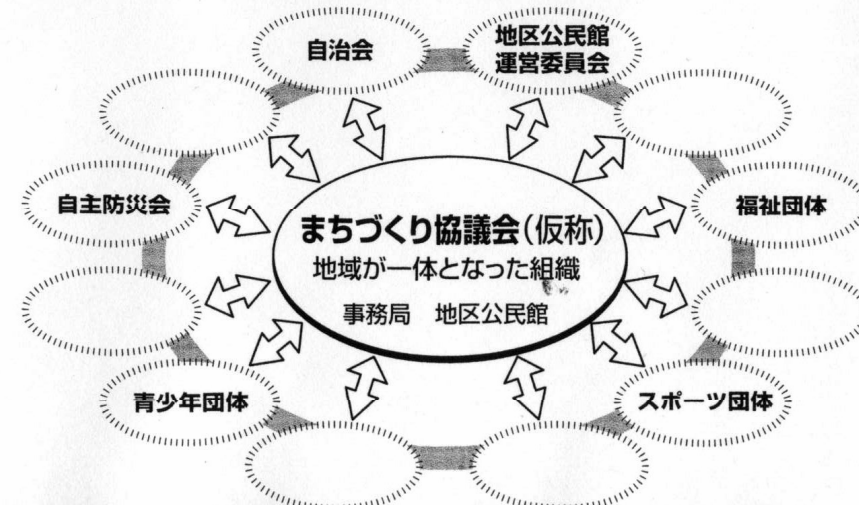 自治会
地区公民館
運営委員会
自主防災会
福祉団体
まちづくり協議会(仮称)
地域が一体となった組織
事務局 地区公民館
青少年団体
スポーツ団体